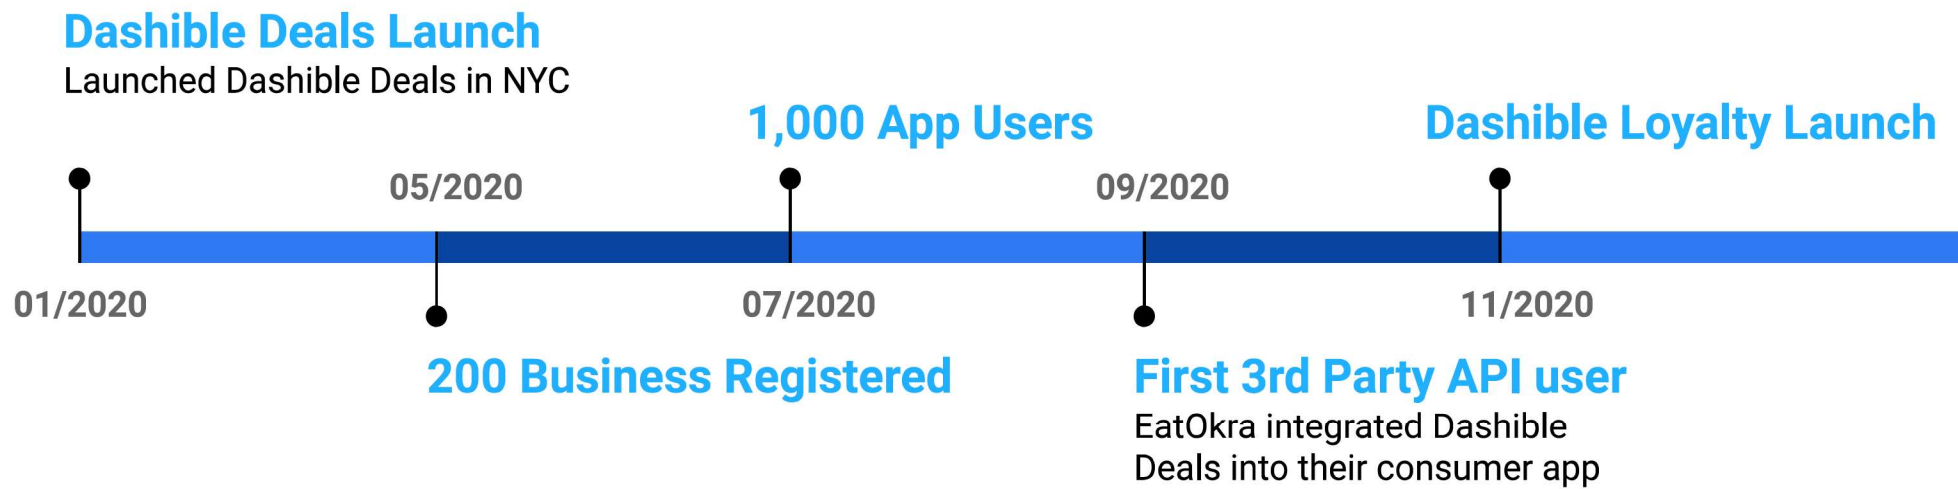 Dashible Deals Launch
Launched Dashible Deals in NYC
1,000 App Users
Dashible Loyalty Launch
05/2020
09/2020
01/2020
07/2020
11/2020
200 Business Registered
First 3rd Party API user
EatOkra integrated Dashible
Deals into their consumer app